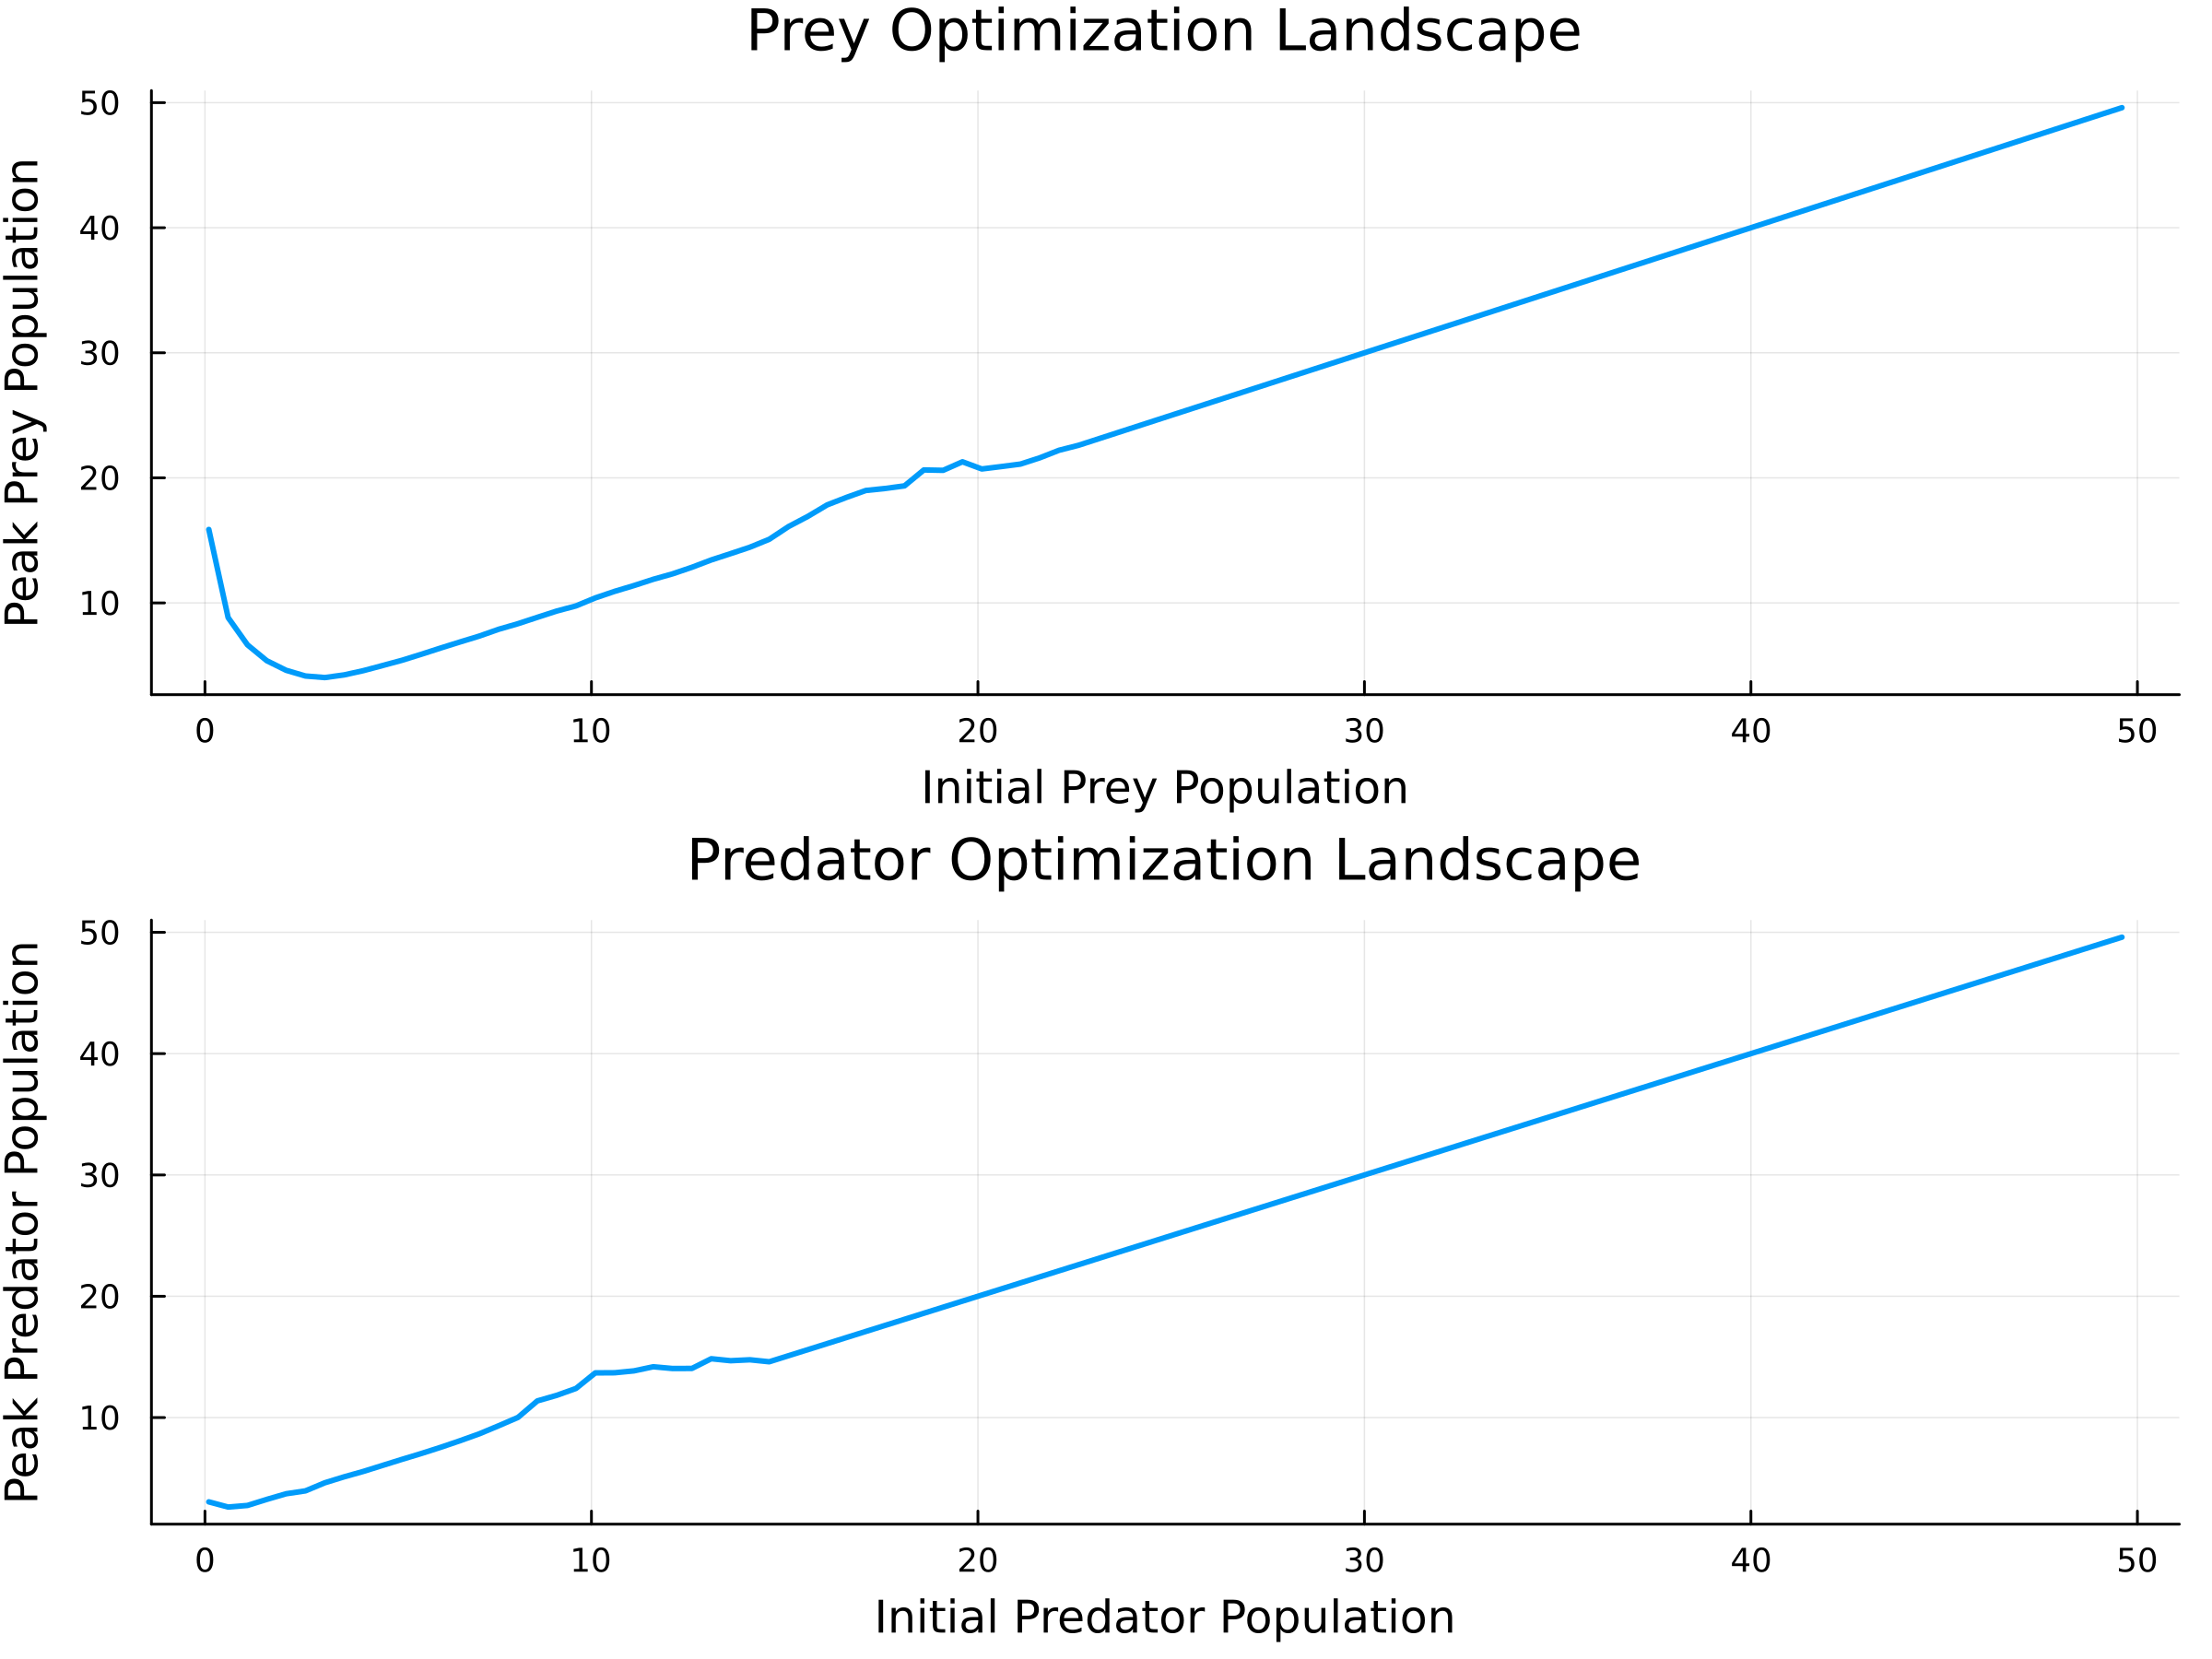 Prey Optimization Landscape
50
40
30
20
10
Peak Prey Population
0 10 20 30 40 50
Initial Prey Population
Predator Optimization Landscape
50
40
30
20
10
Peak Predator Population
0 10 20 30 40 50
Initial Predator Population